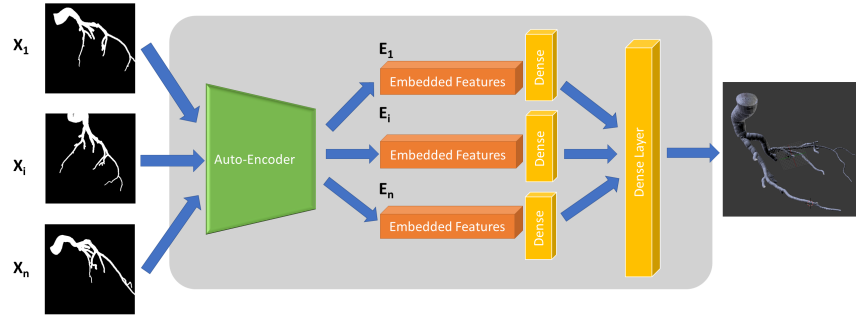 X1
Xi
Xn
Auto-Encoder
E1
Embedded Features
Dense
Ei
Embedded Features
Dense
En
Embedded Features
Dense
Dense Layer